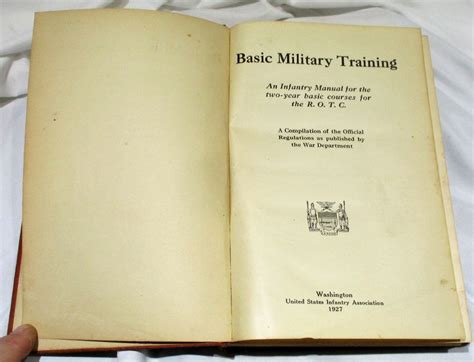 Basic Military Training
An Infantry Manual for the
two-year basic courses for
the R. O. T. C.
A Compilation of the Official
Regulations as published by
the War Department
Washington
United States Infantry Association
1927